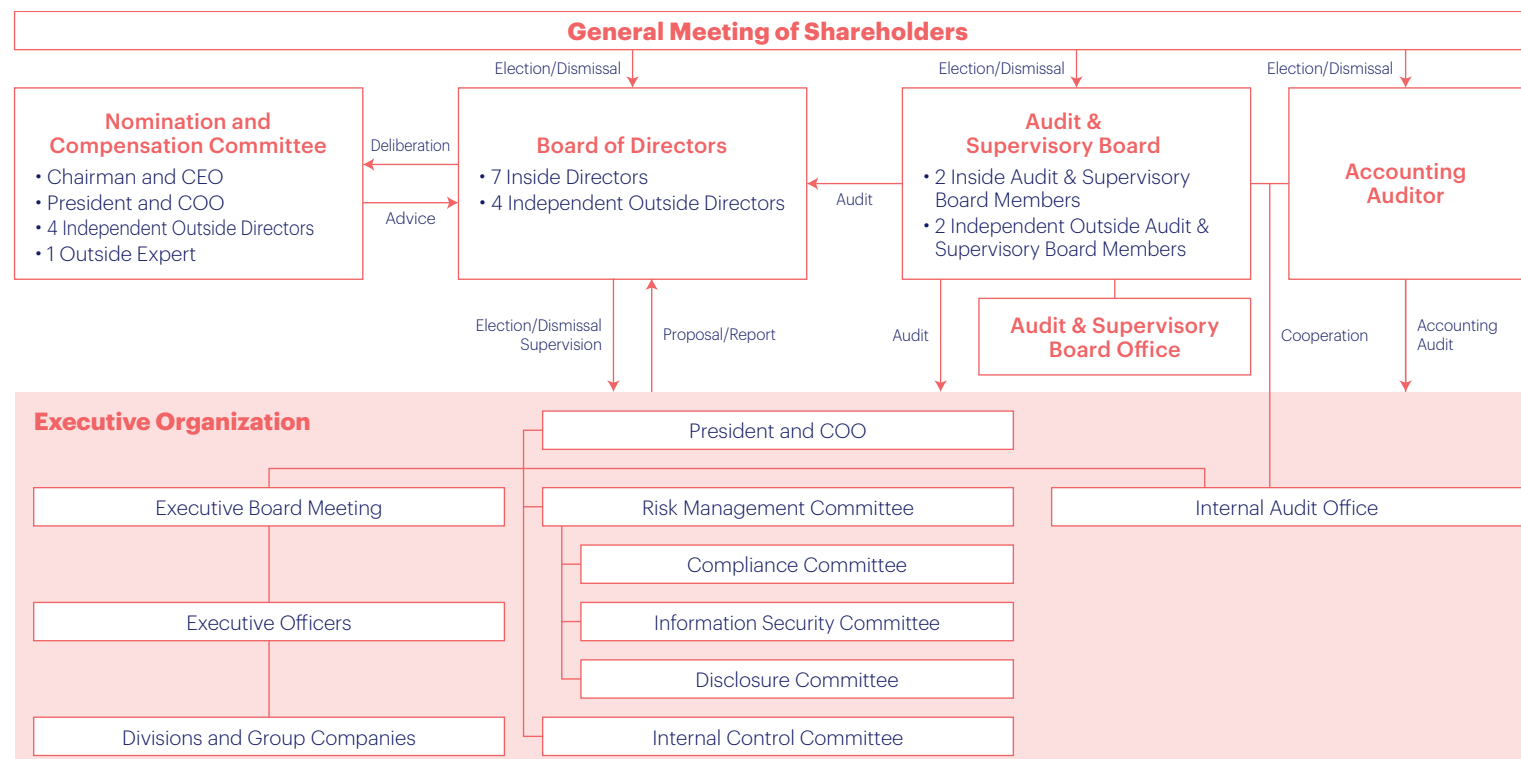 General Meeting of Shareholders
Election/Dismissal
Election/Dismissal
Election/Dismissal
Nomination and
Compensation Committee
• Chairman and CEO
• President and COO
• 4 Independent Outside Directors
• 1 Outside Expert
Deliberation
Advice
Board of Directors
• 7 Inside Directors
• 4 Independent Outside Directors
Audit
Audit &
Supervisory Board
• 2 Inside Audit & Supervisory
Board Members
• 2 Independent Outside Audit &
Supervisory Board Members
Accounting
Auditor
Election/Dismissal
Supervision
Proposal/Report
Audit
Audit & Supervisory
Board Office
Cooperation
Accounting
Audit
Executive Organization
President and COO
Executive Board Meeting
Risk Management Committee
Internal Audit Office
Compliance Committee
Executive Officers
Information Security Committee
Disclosure Committee
Divisions and Group Companies
Internal Control Committee